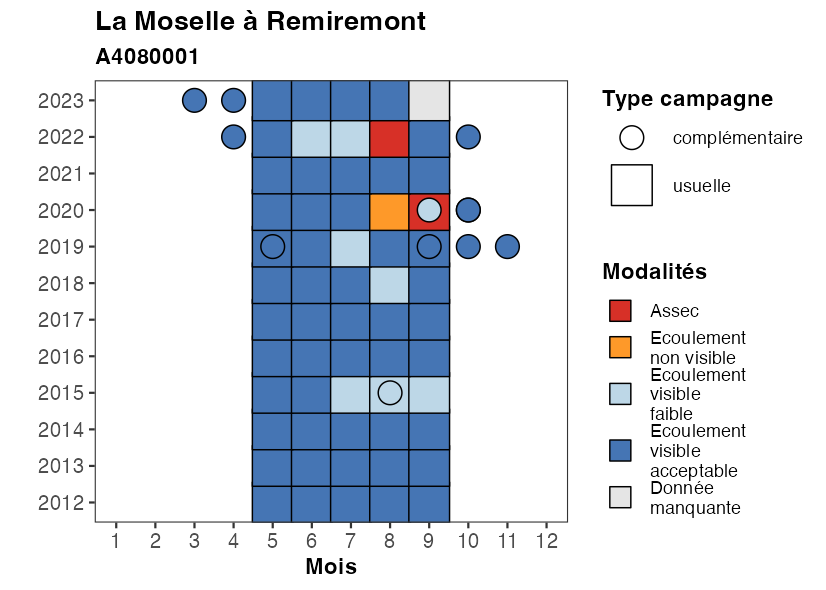 La Moselle à Remiremont
A4080001
2023
2022
2021
2020
2019
2018
2017
2016
2015
2014
2013
2012
1 2 3 4 5 6 7 8 9 10 11 12
Mois
Type campagne
complémentaire
usuelle
Modalités
Assec
Ecoulement
non visible
Ecoulement
visible
faible
Ecoulement
visible
acceptable
Donnée
manquante